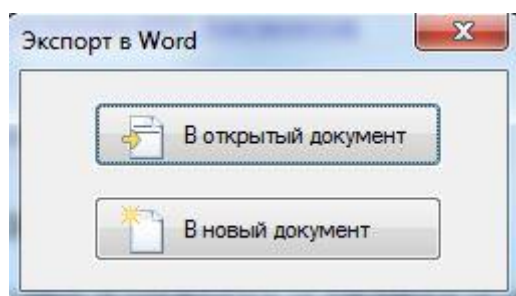 Экспорт в Word
В открытый документ
В новый документ